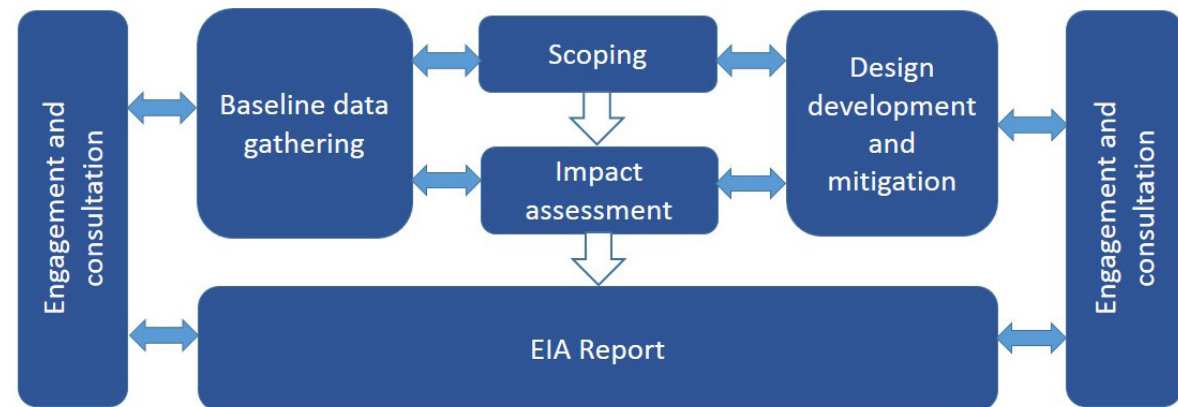 Engagement and
consultation
Baseline data
gathering
Scoping
Impact
assessment
Design
development
and
mitigation
Engagement and
consultation
EIA Report